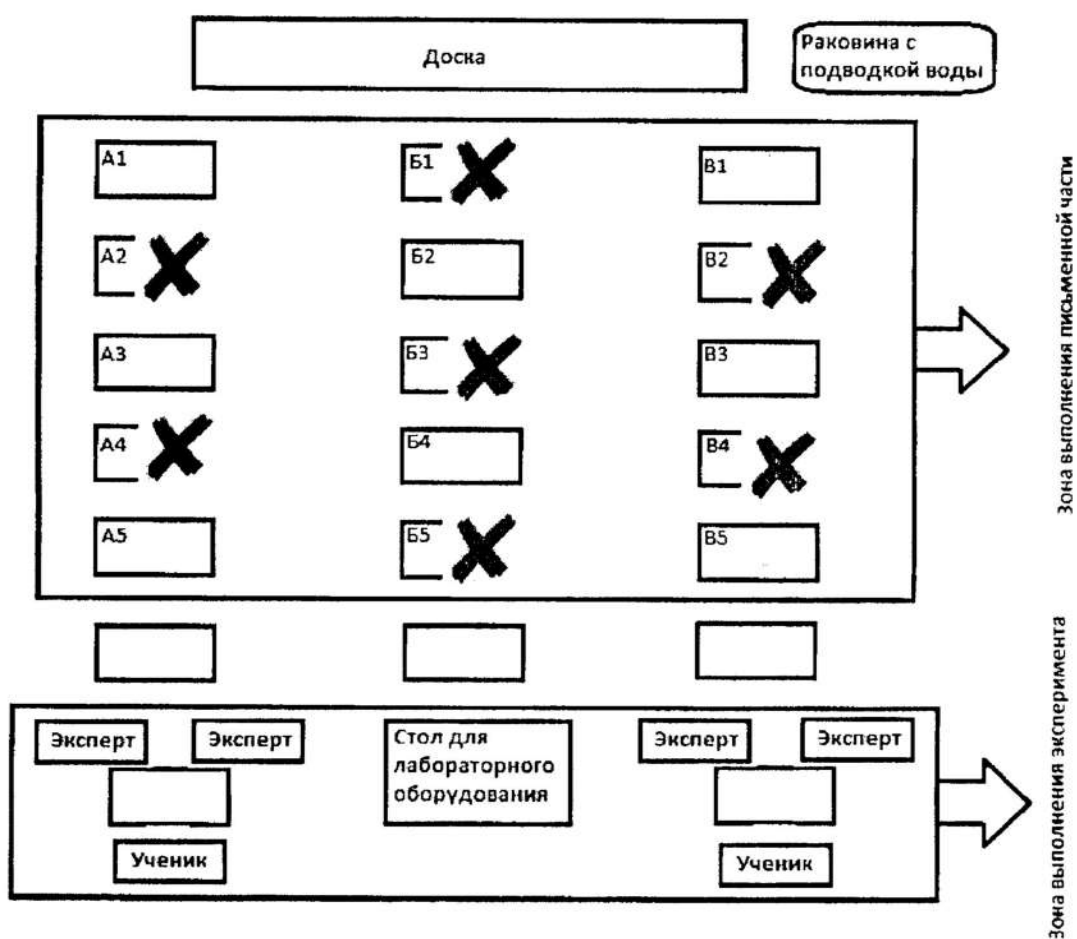 Доска
Раковина с
подводкой воды
А1
Б1
В1
А2
Б2
В2
А3
Б3
В3
А4
Б4
В4
А5
Б5
В5
Зона выполнения письменной части
Эксперт
Эксперт
Стол для
лабораторного
оборудования
Эксперт
Эксперт
Ученик
Ученик
Зона выполнения эксперимента